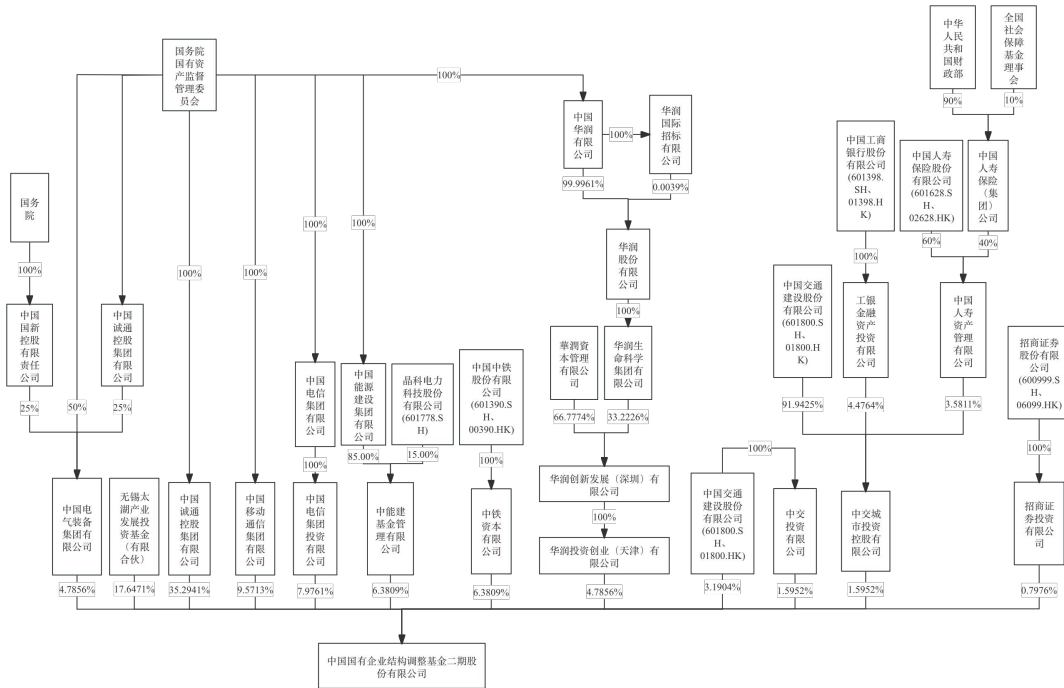 中华
人民
共和
国财
政部
全国
社会
保障
基金
理事
会
国务院
国有资
产监督
管理委
员会
100%
90%
10%
50%
100%
中国
华润
有限
公司
100%
华润
国际
招标
有限
公司
中国工商
银行股份
有限公司
(601398.
SH、
01398.H
K)
中国人寿
保险股份
有限公司
(601628.S
H、
02628.HK)
中国
人寿
保险
（集
团）
公司
99.9961%
0.0039%
国务
院
华润
股份
有限
公司
100%
60%
40%
100%
100%
100%
100%
100%
中国
国新
控股
有限
责任
公司
中国
诚通
控股
集团
有限
公司
100%
中国交通
建设股份
有限公司
(601800.S
H、
01800.HK)
工银
金融
资产
投资
有限
公司
中国
人寿
资产
管理
有限
公司
華潤資
本管理
有限公
司
华润生
命科学
集团有
限公司
招商证券
股份有限
公司
(600999.S
H、
06099.HK)
中国
电信
集团
有限
公司
中国
能源
建设
集团
有限
公司
晶科电力
科技股份
有限公司
(601778.S
H)
中国中铁
股份有限
公司
(601390.S
H、
00390.HK)
25%
50%
25%
66.7774%
33.2226%
91.9425%
4.4764%
3.5811%
100%
85.00%
15.00%
100%
100%
100%
中国电
气装备
集团有
限公司
无锡太
湖产业
发展投
资基金
（有限
合伙）
中国
诚通
控股
集团
有限
公司
中国
移动
通信
集团
有限
公司
中国
电信
集团
投资
有限
公司
中能建
基金管
理有限
公司
中铁
资本
有限
公司
华润创新发展（深圳）有
限公司
100%
华润投资创业（天津）有
限公司
中国交通
建设股份
有限公司
(601800.S
H、
01800.HK)
中交
投资
有限
公司
中交城
市投资
控股有
限公司
招商证
券投资
有限公
司
4.7856%
17.6471%
35.2941%
9.5713%
7.9761%
6.3809%
6.3809%
4.7856%
3.1904%
1.5952%
1.5952%
0.7976%
中国国有企业结构调整基金二期股
份有限公司